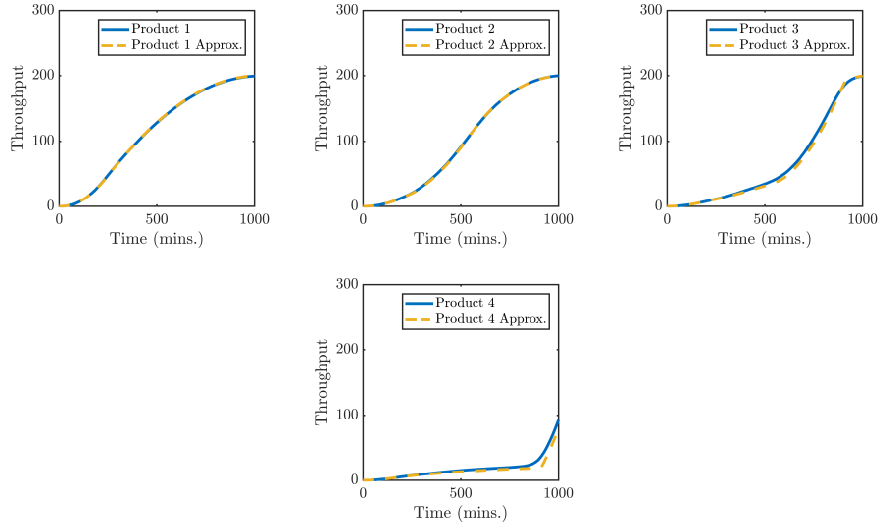 300
200
100
0
Throughput
Product 1
Product 1 Approx.
0 500 1000
Time (mins.)
300
200
100
0
Throughput
Product 2
Product 2 Approx.
0 500 1000
Time (mins.)
300
200
100
0
Throughput
Product 3
Product 3 Approx.
0 500 1000
Time (mins.)
300
200
100
0
Throughput
Product 4
Product 4 Approx.
0 500 1000
Time (mins.)